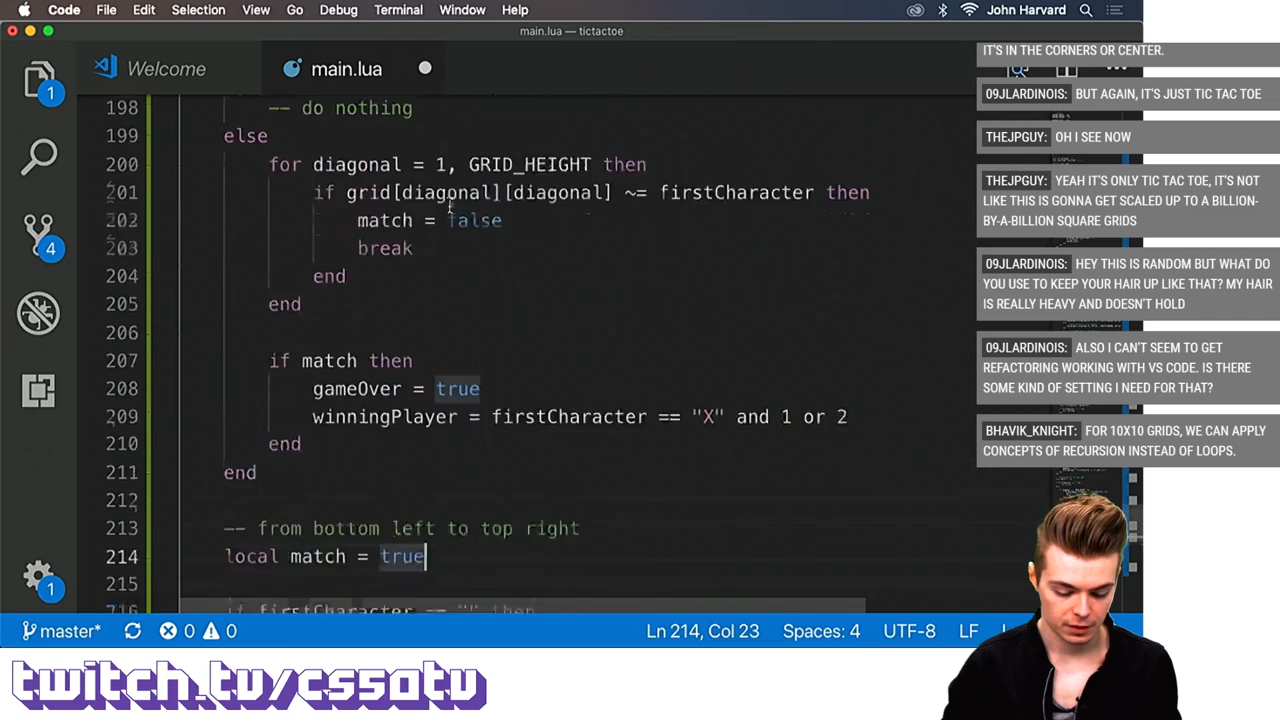 Code File Edit Selection View Go Debug Terminal Window Help John Harvard
main.lua — tictactoe
Welcome main.lua
198 -- do nothing
199 else
200 for diagonal = 1, GRID_HEIGHT then
201 if grid[diagonal][diagonal] ~= firstCharacter then
202 match = false
203 break
204 end
205 end
206
207 if match then
208 gameOver = true
209 winningPlayer = firstCharacter == "X" and 1 or 2
210 end
211 end
212
213 -- from bottom left to top right
214 local match = true
215
216 if firstCharacter == "" then
1
4
1
master* 0 0 Ln 214, Col 23 Spaces: 4 UTF-8 LF
IT'S IN THE CORNERS OR CENTER.
09JLARDINOIS: BUT AGAIN, IT'S JUST TIC TAC TOE
THEJPGUY: OH I SEE NOW
THEJPGUY: YEAH IT'S ONLY TIC TAC TOE, IT'S NOT
LIKE THIS IS GONNA GET SCALED UP TO A BILLION-
BY-A-BILLION SQUARE GRIDS
09JLARDINOIS: HEY THIS IS RANDOM BUT WHAT DO
YOU USE TO KEEP YOUR HAIR UP LIKE THAT? MY HAIR
IS REALLY HEAVY AND DOESN'T HOLD
09JLARDINOIS: ALSO I CAN'T SEEM TO GET
REFACTORING WORKING WITH VS CODE. IS THERE
SOME KIND OF SETTING I NEED FOR THAT?
BHAVIK_KNIGHT: FOR 10X10 GRIDS, WE CAN APPLY
CONCEPTS OF RECURSION INSTEAD OF LOOPS.
twitch.tv/cs50tv